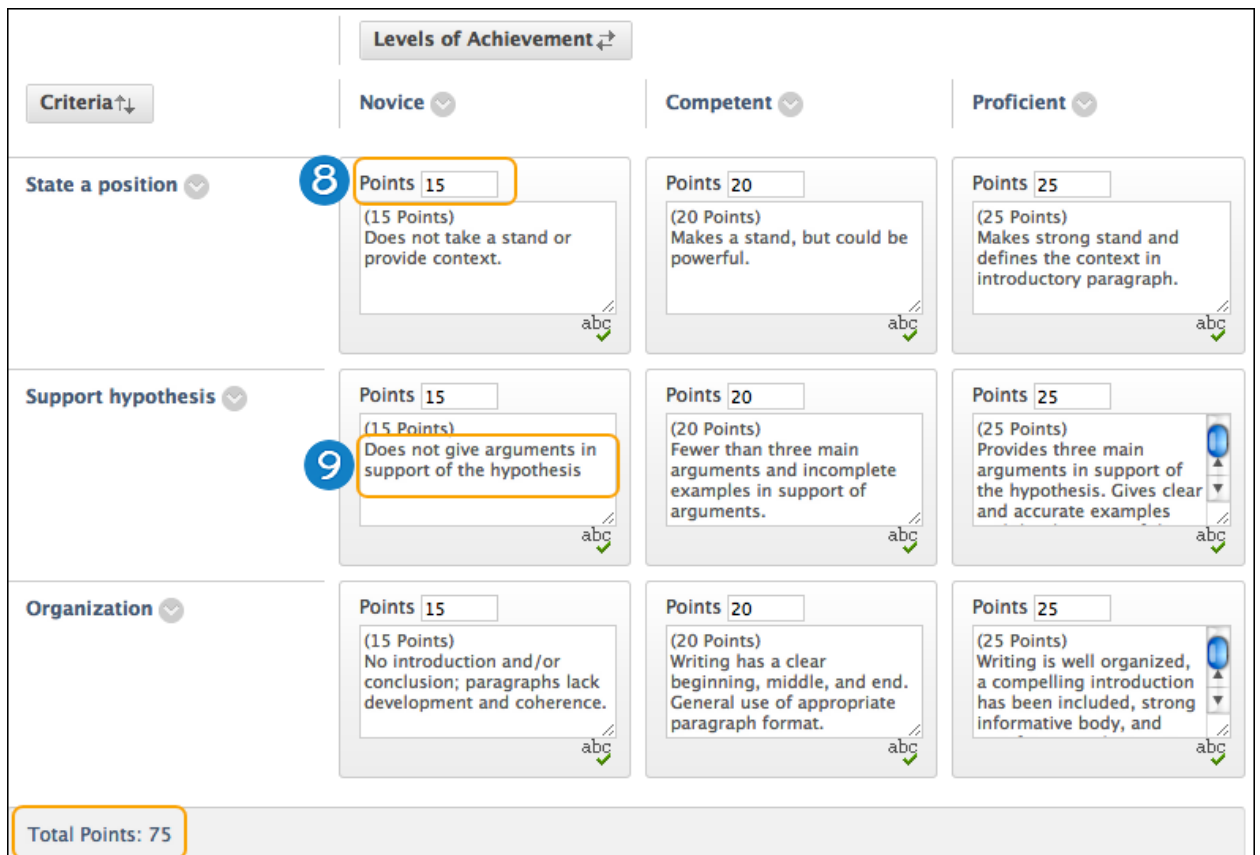 Levels of Achievement
Criteria
Novice
Competent
Proficient
State a position
8
Points 15
(15 Points)
Does not take a stand or
provide context.
abc
Points 20
(20 Points)
Makes a stand, but could be
powerful.
abc
Points 25
(25 Points)
Makes strong stand and
defines the context in
introductory paragraph.
abc
Support hypothesis
9
Points 15
(15 Points)
Does not give arguments in
support of the hypothesis
abc
Points 20
(20 Points)
Fewer than three main
arguments and incomplete
examples in support of
arguments.
abc
Points 25
(25 Points)
Provides three main
arguments in support of
the hypothesis. Gives clear
and accurate examples
abc
Organization
Points 15
(15 Points)
No introduction and/or
conclusion; paragraphs lack
development and coherence.
abc
Points 20
(20 Points)
Writing has a clear
beginning, middle, and end.
General use of appropriate
paragraph format.
abc
Points 25
(25 Points)
Writing is well organized,
a compelling introduction
has been included, strong
informative body, and
abc
Total Points: 75